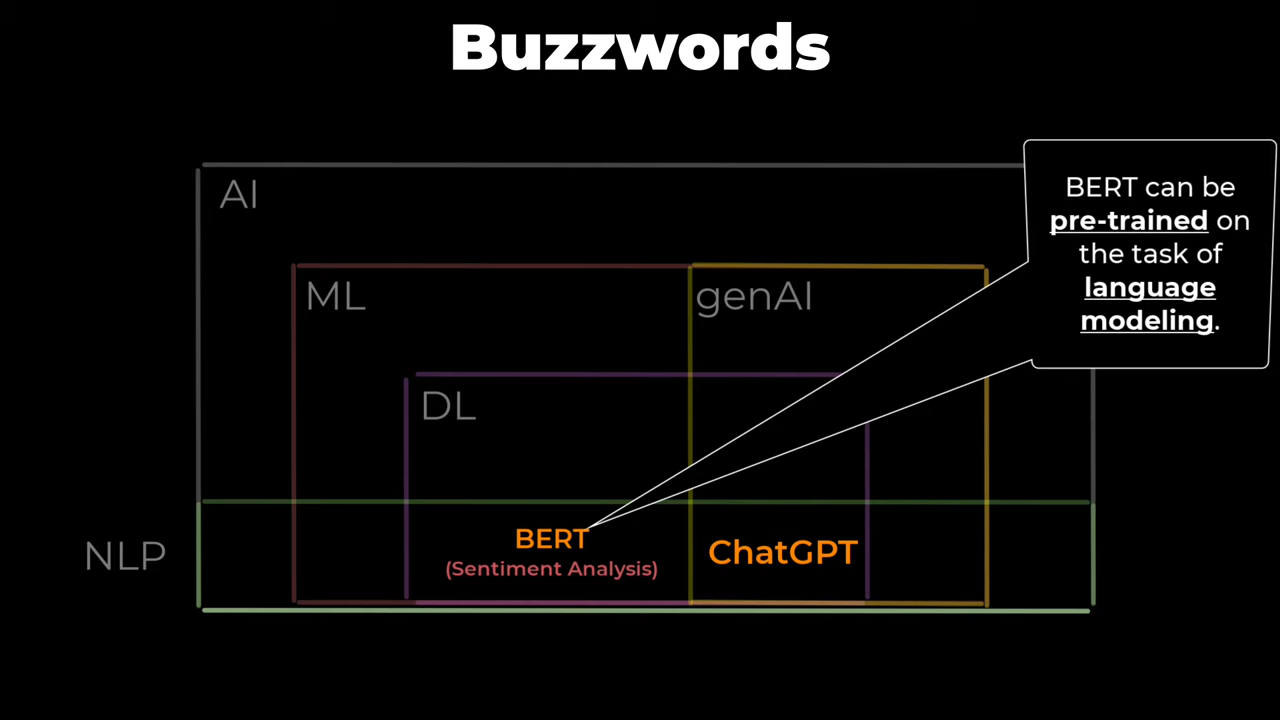 Buzzwords
AI
BERT can be
pre-trained on
the task of
language
modeling.
ML
genAI
DL
NLP
BERT
(Sentiment Analysis)
ChatGPT